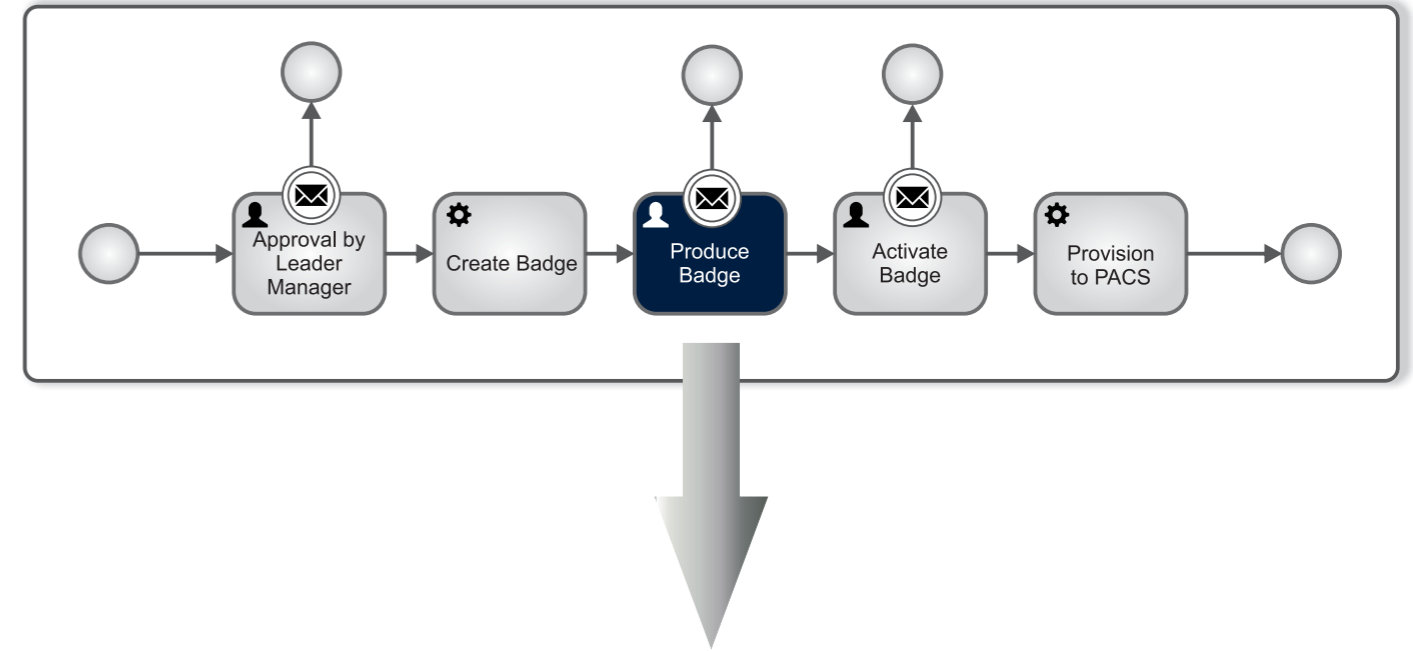 Approval by
Leader
Manager
Create Badge
Produce
Badge
Activate
Badge
Provision
to PACS